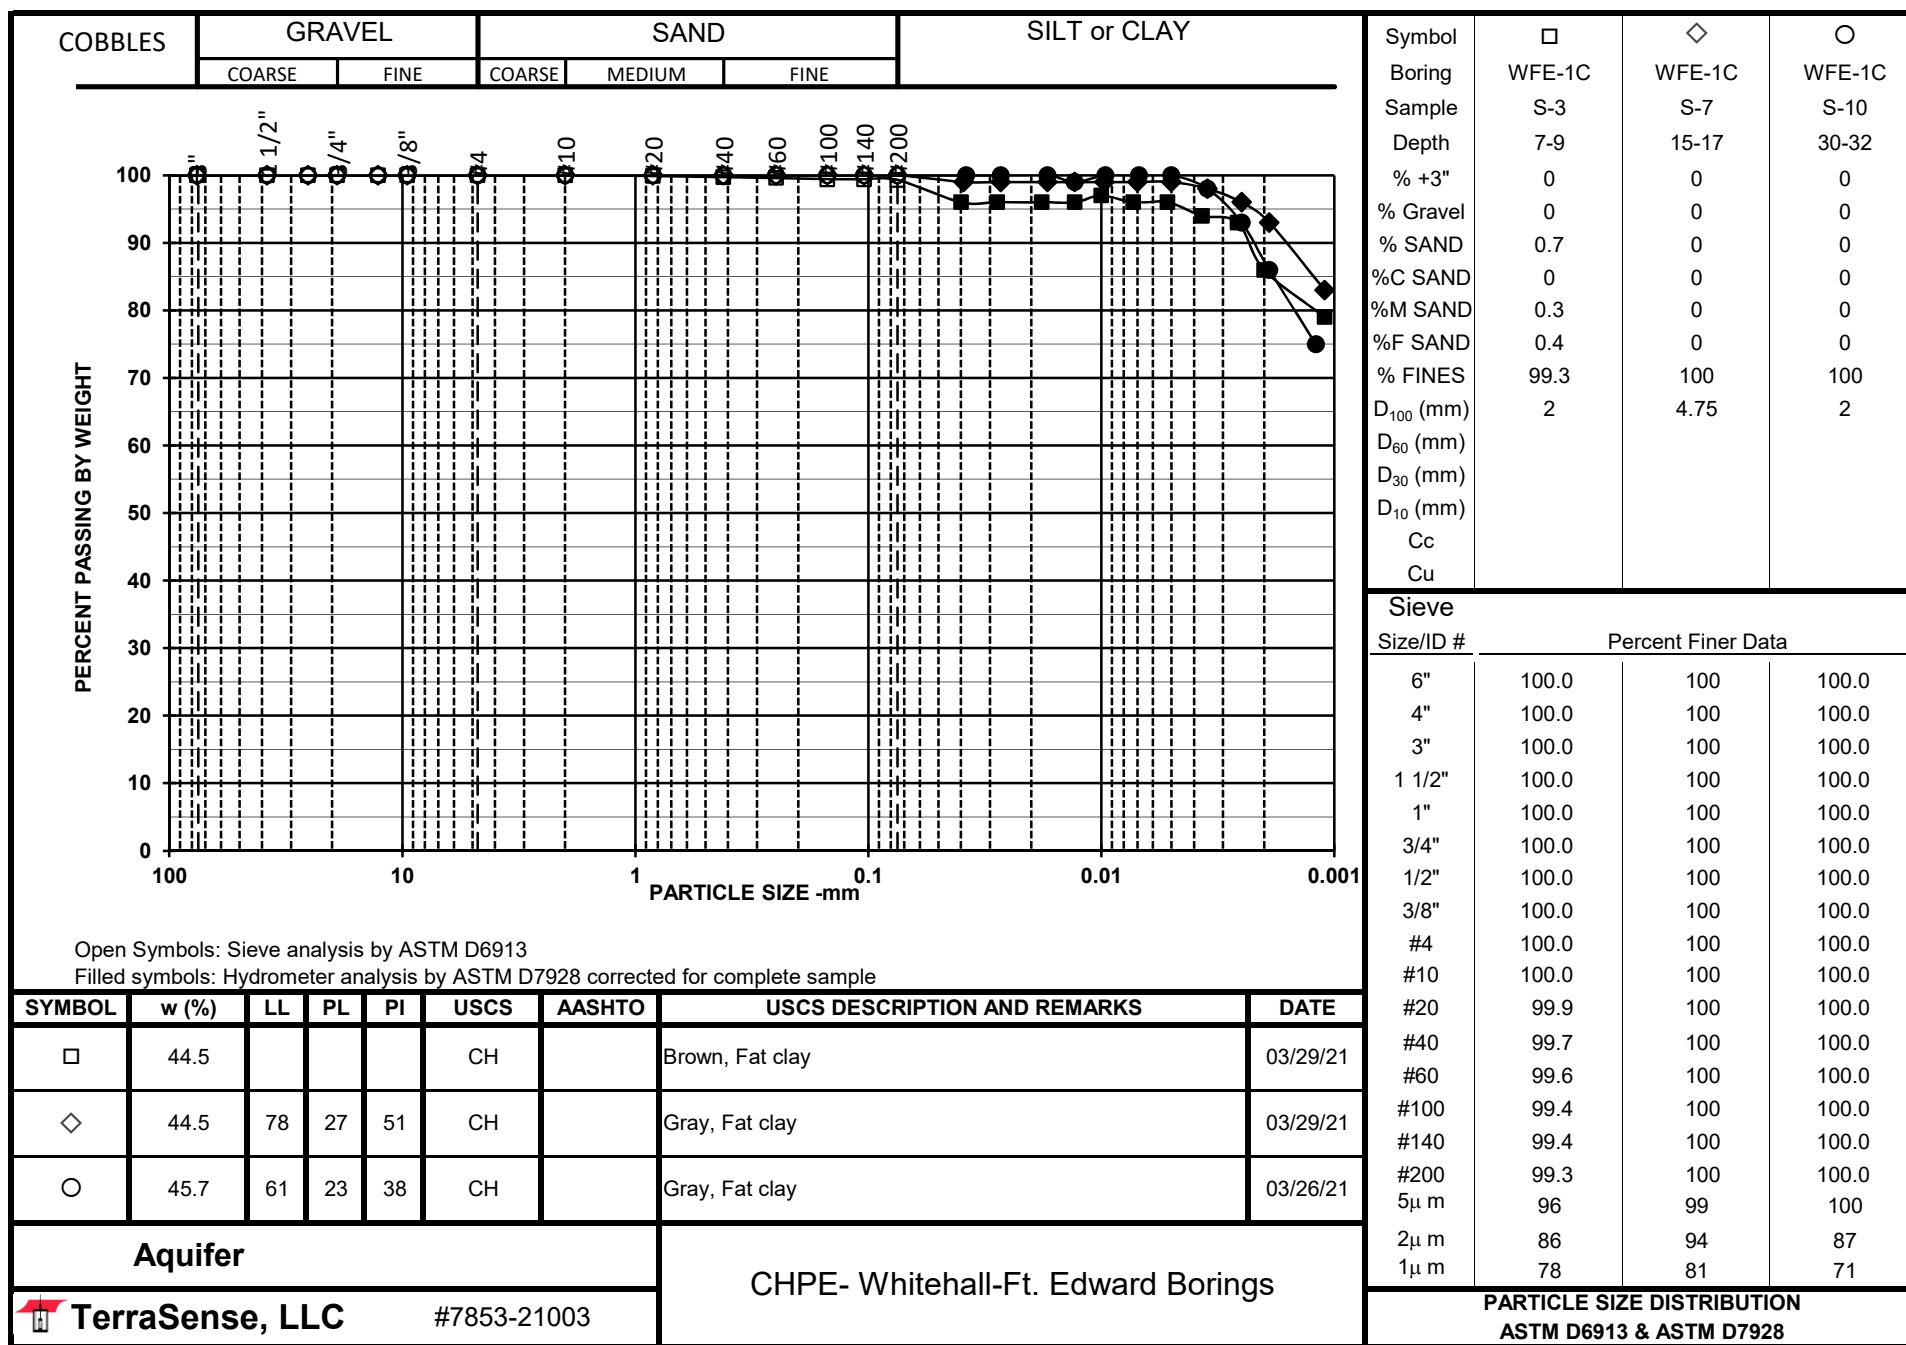 COBBLES GRAVEL SAND SILT or CLAY
COARSE FINE COARSE MEDIUM FINE
3" 1 1/2" 3/4" 3/8" #4 #10 #20 #40 #60 #100 #140 #200
PERCENT PASSING BY WEIGHT
100
90
80
70
60
50
40
30
20
10
0
100 10 1 0.1 0.01 0.001
PARTICLE SIZE -mm
Open Symbols: Sieve analysis by ASTM D6913
Filled symbols: Hydrometer analysis by ASTM D7928 corrected for complete sample
Symbol □ ◇ ○
Boring WFE-1C WFE-1C WFE-1C
Sample S-3 S-7 S-10
Depth 7-9 15-17 30-32
% +3" 0 0 0
% Gravel 0 0 0
% SAND 0.7 0 0
%C SAND 0 0 0
%M SAND 0.3 0 0
%F SAND 0.4 0 0
% FINES 99.3 100 100
D100 (mm) 2 4.75 2
D60 (mm)
D30 (mm)
D10 (mm)
Cc
Cu
Sieve
Size/ID # Percent Finer Data
6" 100.0 100 100.0
4" 100.0 100 100.0
3" 100.0 100 100.0
1 1/2" 100.0 100 100.0
1" 100.0 100 100.0
3/4" 100.0 100 100.0
1/2" 100.0 100 100.0
3/8" 100.0 100 100.0
#4 100.0 100 100.0
#10 100.0 100 100.0
#20 99.9 100 100.0
#40 99.7 100 100.0
#60 99.6 100 100.0
#100 99.4 100 100.0
#140 99.4 100 100.0
#200 99.3 100 100.0
5μ m 96 99 100
2μ m 86 94 87
1μ m 78 81 71
SYMBOL w (%) LL PL PI USCS AASHTO USCS DESCRIPTION AND REMARKS DATE
□ 44.5 CH Brown, Fat clay 03/29/21
◇ 44.5 78 27 51 CH Gray, Fat clay 03/29/21
○ 45.7 61 23 38 CH Gray, Fat clay 03/26/21
Aquifer
TerraSense, LLC #7853-21003
CHPE- Whitehall-Ft. Edward Borings
PARTICLE SIZE DISTRIBUTION
ASTM D6913 & ASTM D7928